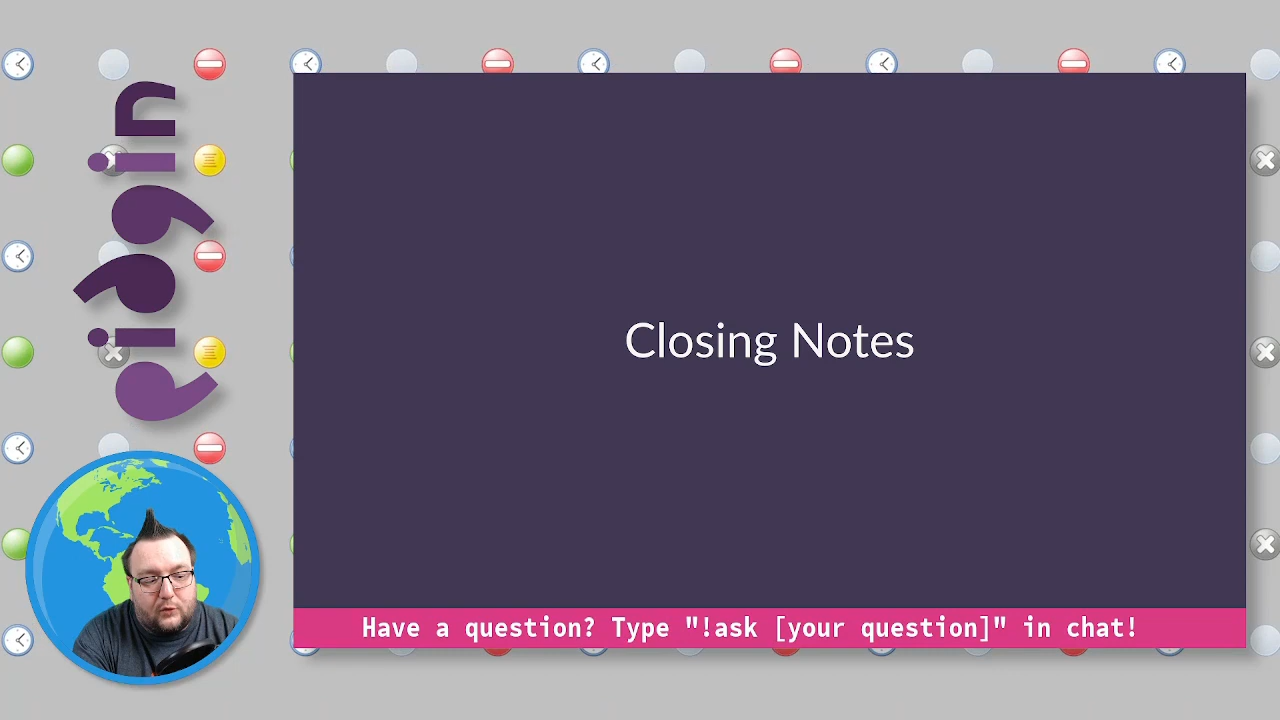 pidgin
Closing Notes
Have a question? Type "!ask [your question]" in chat!